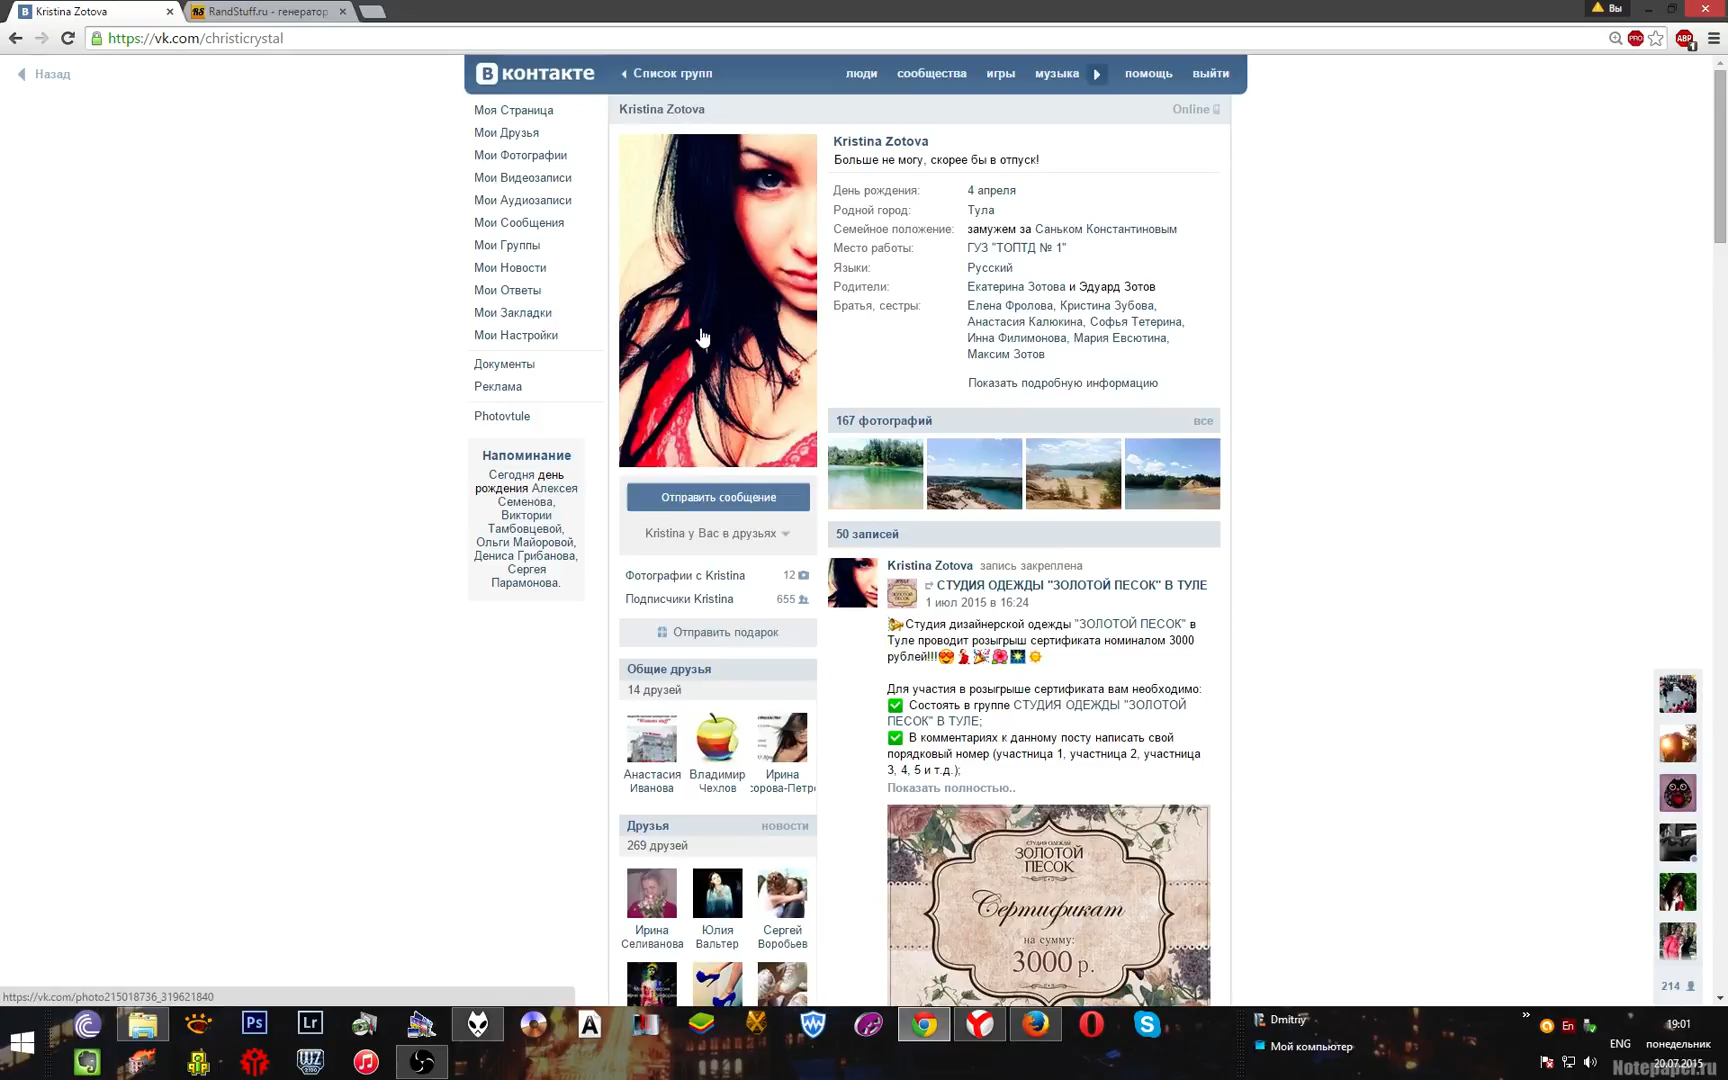 Kristina Zotova
RandStuff.ru - генератор
Вы
https://vk.com/christicrystal
Назад
В контакте
Список групп
люди
сообщества
игры
музыка
помощь
выйти
Моя Страница
Мои Друзья
Мои Фотографии
Мои Видеозаписи
Мои Аудиозаписи
Мои Сообщения
Мои Группы
Мои Новости
Мои Ответы
Мои Закладки
Мои Настройки
Документы
Реклама
Photovtule
Напоминание
Сегодня день
рождения Алексея
Семенова,
Виктории
Тамбовцевой,
Ольги Майоровой,
Дениса Грибанова,
Сергея
Парамонова.
Kristina Zotova
Online
Kristina Zotova
Больше не могу, скорее бы в отпуск!
День рождения: 4 апреля
Родной город: Тула
Семейное положение: замужем за Саньком Константиновым
Место работы: ГУЗ "ТОПТД № 1"
Языки: Русский
Родители: Екатерина Зотова и Эдуард Зотов
Братья, сестры: Елена Фролова, Кристина Зубова,
Анастасия Калюкина, Софья Тетерина,
Инна Филимонова, Мария Евсютина,
Максим Зотов
Показать подробную информацию
167 фотографий
все
Отправить сообщение
Kristina у Вас в друзьях
Фотографии с Kristina 12
Подписчики Kristina 655
Отправить подарок
Общие друзья
14 друзей
Анастасия
Иванова
Владимир
Чехлов
Ирина
сорова-Петр
Друзья
новости
269 друзей
Ирина
Селиванова
Юлия
Вальтер
Сергей
Воробьев
50 записей
Kristina Zotova запись закреплена
СТУДИЯ ОДЕЖДЫ "ЗОЛОТОЙ ПЕСОК" В ТУЛЕ
1 июл 2015 в 16:24
Студия дизайнерской одежды "ЗОЛОТОЙ ПЕСОК" в
Туле проводит розыгрыш сертификата номиналом 3000
рублей!!!
Для участия в розыгрыше сертификата вам необходимо:
Состоять в группе СТУДИЯ ОДЕЖДЫ "ЗОЛОТОЙ
ПЕСОК" В ТУЛЕ;
В комментариях к данному посту написать свой
порядковый номер (участница 1, участница 2, участница
3, 4, 5 и т.д.);
Показать полностью..
СТУДИЯ ОДЕЖДЫ
ЗОЛОТОЙ
ПЕСОК
Сертификат
на сумму:
3000 р.
214
https://vk.com/photo215018736_319621840
Ps
Lr
Dmitriy
Мой компьютер
En
ENG
19:01
понедельник
20.07.2015
Notepaper.ru